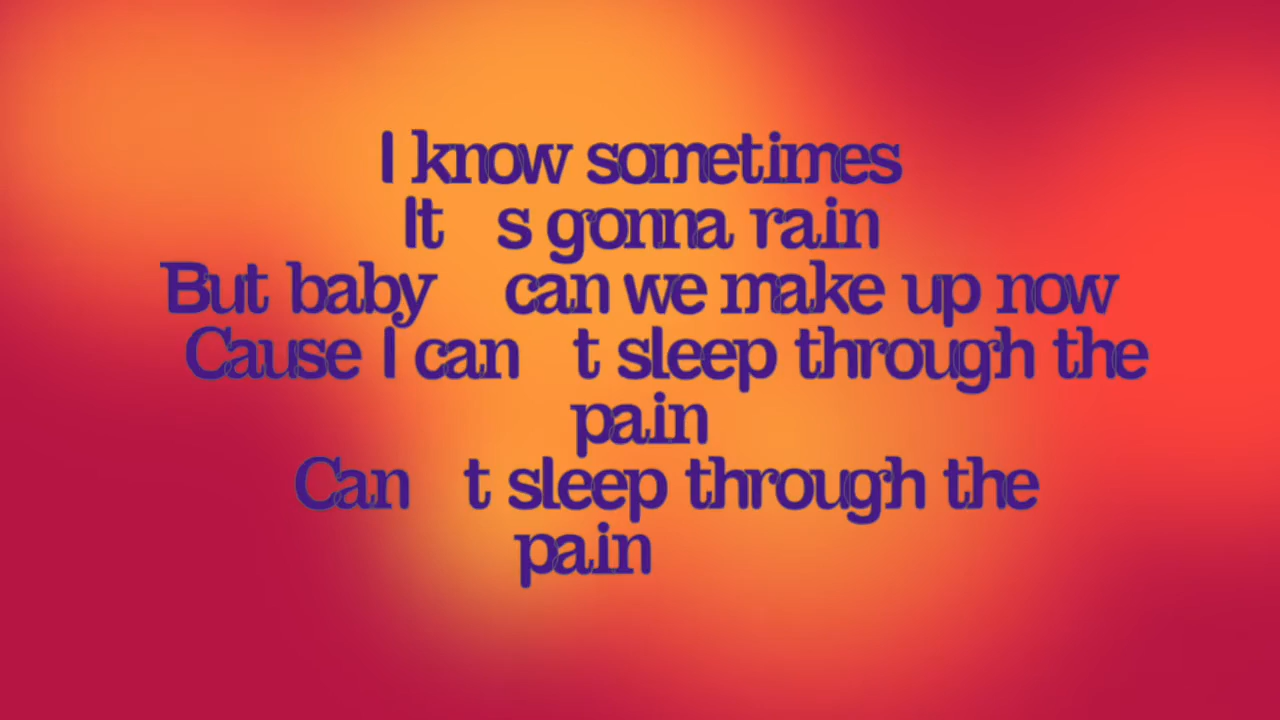 I know sometimes
It s gonna rain
But baby can we make up now
Cause I can t sleep through the
pain
Can t sleep through the
pain